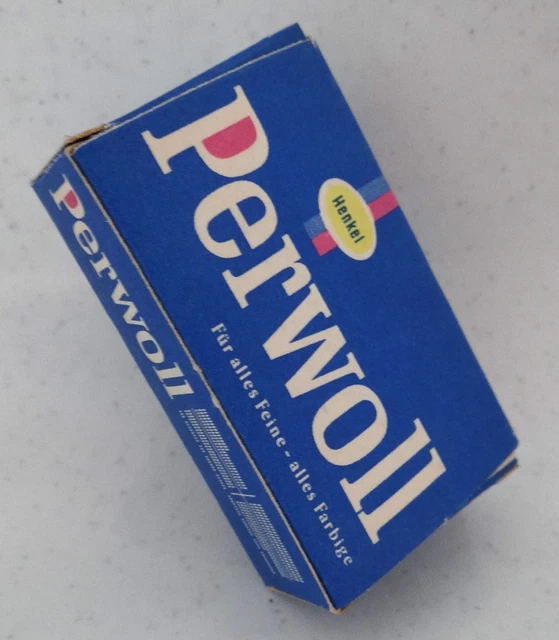 Perwoll
Henkel
Für alles Feine - alles Farbige
Perwoll